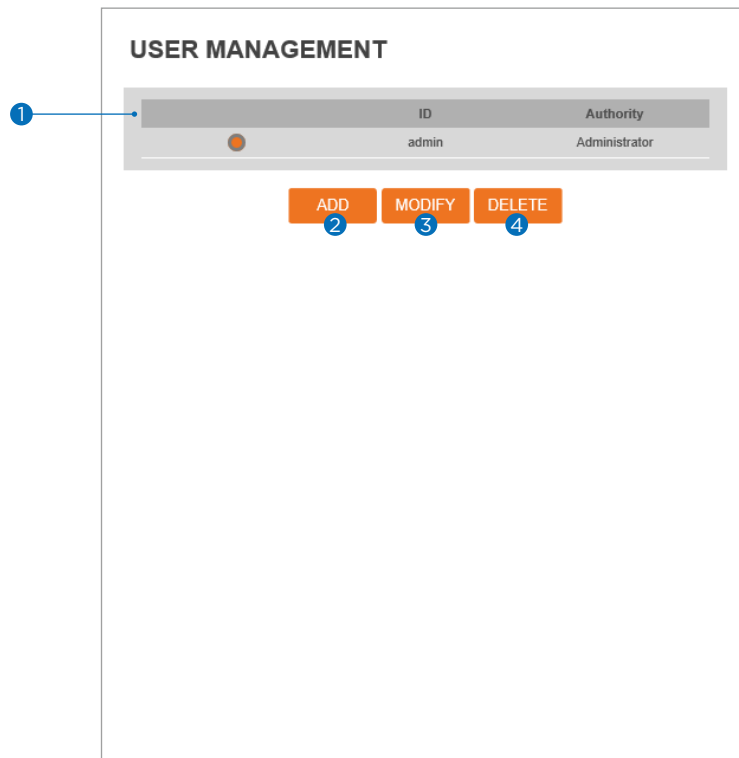 USER MANAGEMENT
1
ID Authority
admin Administrator
ADD MODIFY DELETE
2 3 4